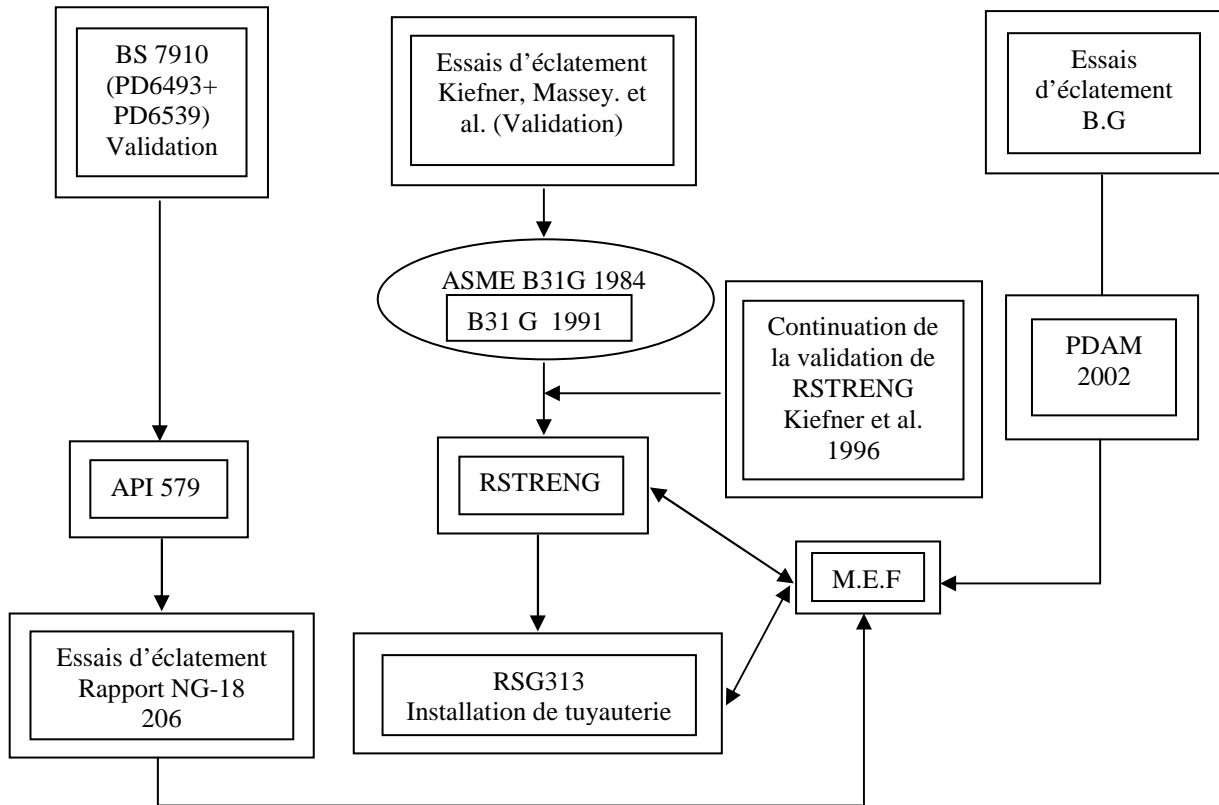 BS 7910
(PD6493+
PD6539)
Validation
Essais d’éclatement
Kiefner, Massey. et
al. (Validation)
Essais
d’éclatement
B.G
ASME B31G 1984
B31 G 1991
Continuation de
la validation de
RSTRENG
Kiefner et al.
1996
PDAM
2002
API 579
RSTRENG
M.E.F
Essais d’éclatement
Rapport NG-18
206
RSG313
Installation de tuyauterie